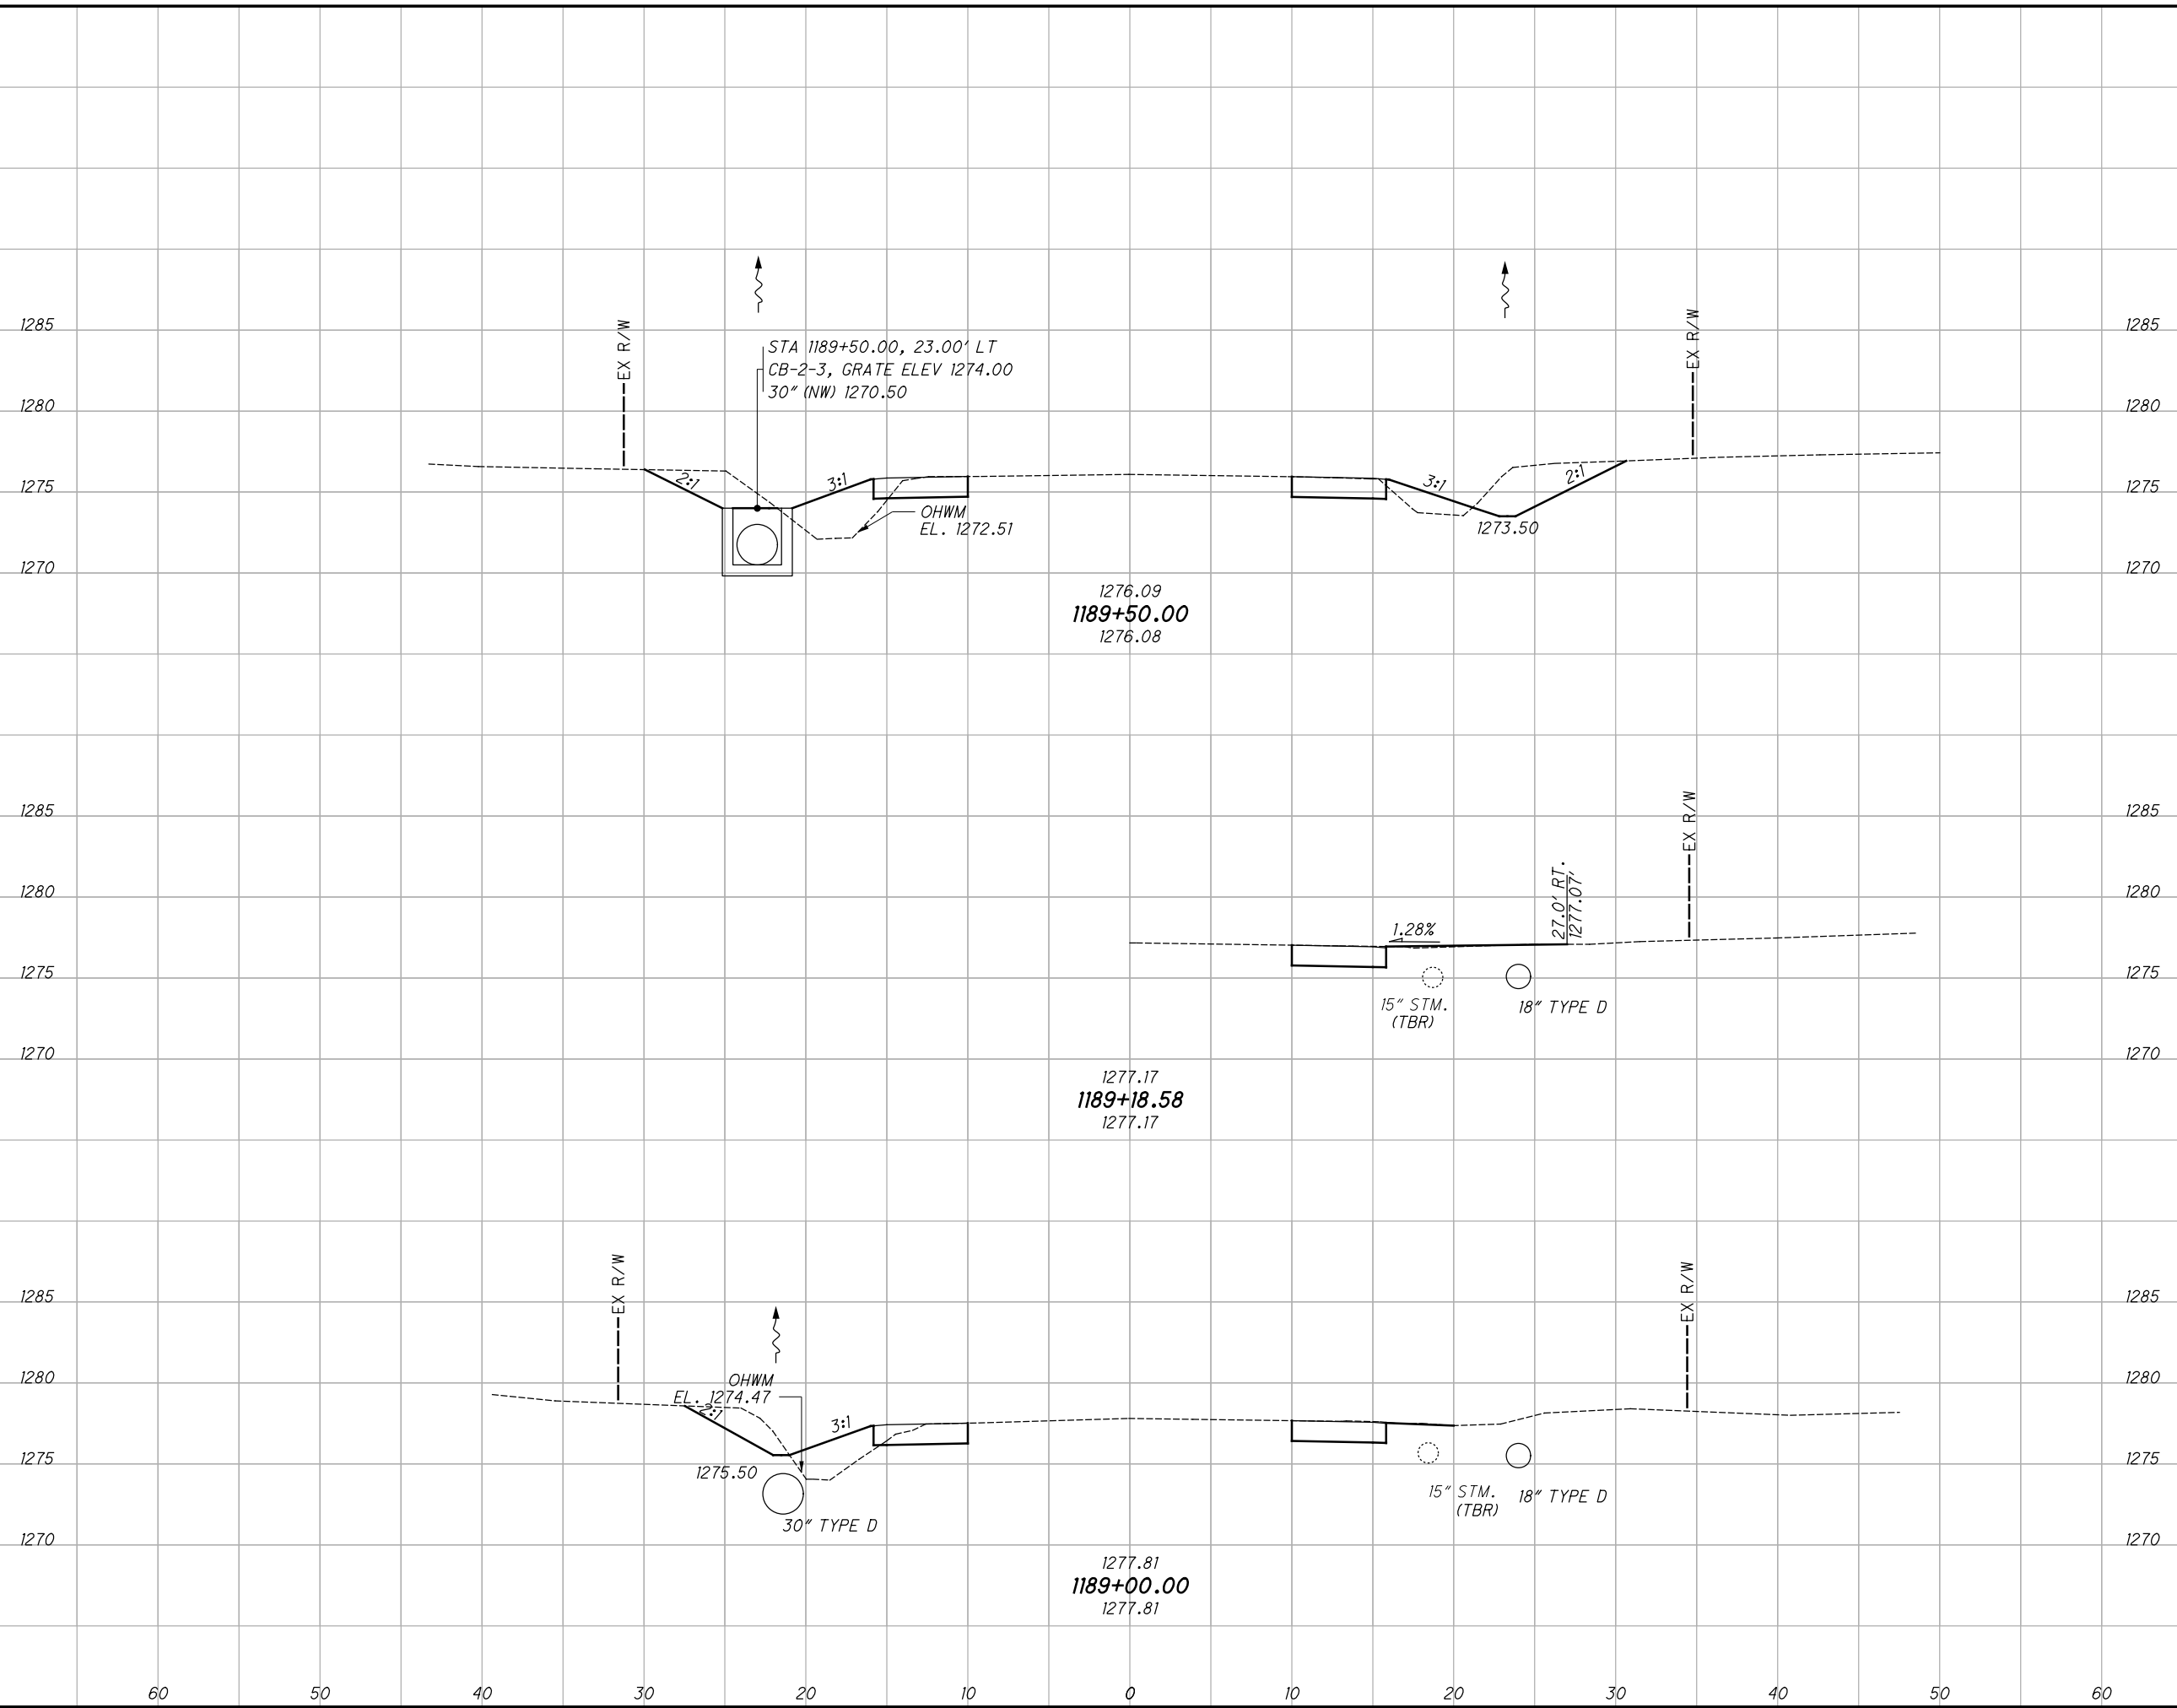 EX R/W
EX R/W
1285
1285
STA 1189+50.00, 23.00' LT
CB-2-3, GRATE ELEV 1274.00
30" (NW) 1270.50
1280
1280
2:1
3:1
3:1
2:1
1275
1275
OHWM
EL. 1272.51
1273.50
1270
1270
1276.09
1189+50.00
1276.08
EX R/W
1285
1285
27.0' RT.
1277.07'
1280
1280
1.28%
1275
1275
15" STM.
(TBR)
18" TYPE D
1270
1270
1277.17
1189+18.58
1277.17
EX R/W
EX R/W
1285
1285
OHWM
EL. 1274.47
1280
1280
2:1
3:1
1275
1275
1275.50
30" TYPE D
15" STM.
(TBR)
18" TYPE D
1270
1270
1277.81
1189+00.00
1277.81
60 50 40 30 20 10 0 10 20 30 40 50 60